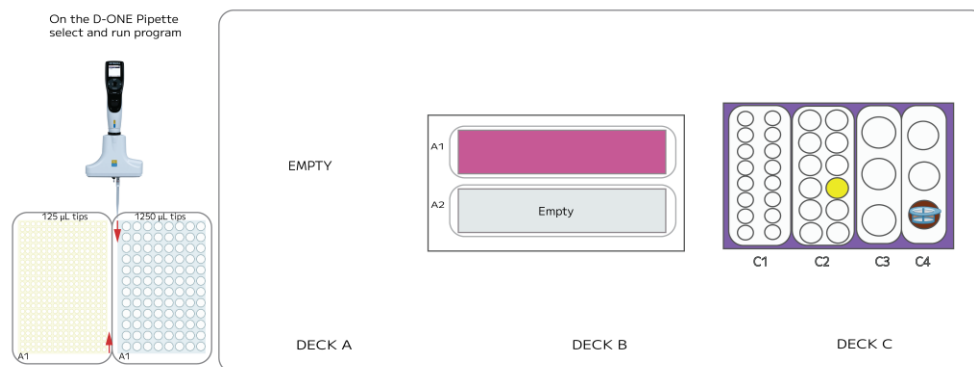 On the D-ONE Pipette
select and run program
125 µL tips
1250 µL tips
A1
A1
EMPTY
A1
A2
Empty
C1
C2
C3
C4
DECK A
DECK B
DECK C